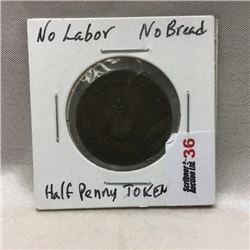 No Labor No Bread
36
Half Penny TOKEN